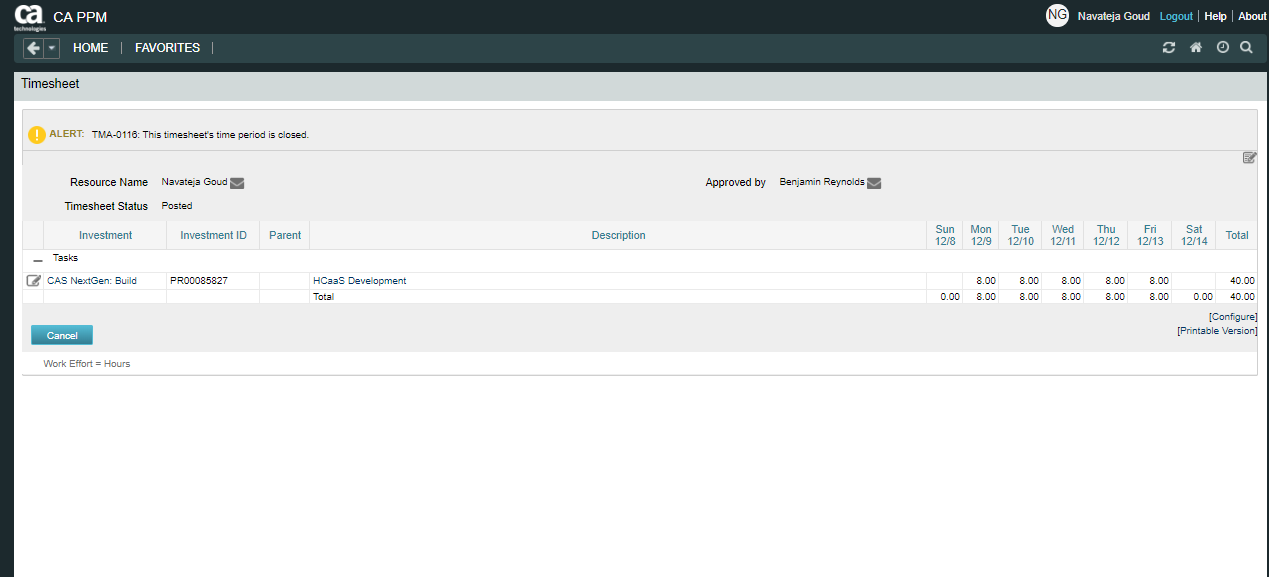 ca technologies CA PPM NG Navateja Goud Logout | Help | About
HOME | FAVORITES |
Timesheet
ALERT: TMA-0116: This timesheet's time period is closed.
Resource Name Navateja Goud Approved by Benjamin Reynolds
Timesheet Status Posted
Investment Investment ID Parent Description Sun 12/8 Mon 12/9 Tue 12/10 Wed 12/11 Thu 12/12 Fri 12/13 Sat 12/14 Total
Tasks
CAS NextGen: Build PR00085827 HCaaS Development 8.00 8.00 8.00 8.00 8.00 40.00
Total 0.00 8.00 8.00 8.00 8.00 8.00 0.00 40.00
[Configure]
Cancel [Printable Version]
Work Effort = Hours